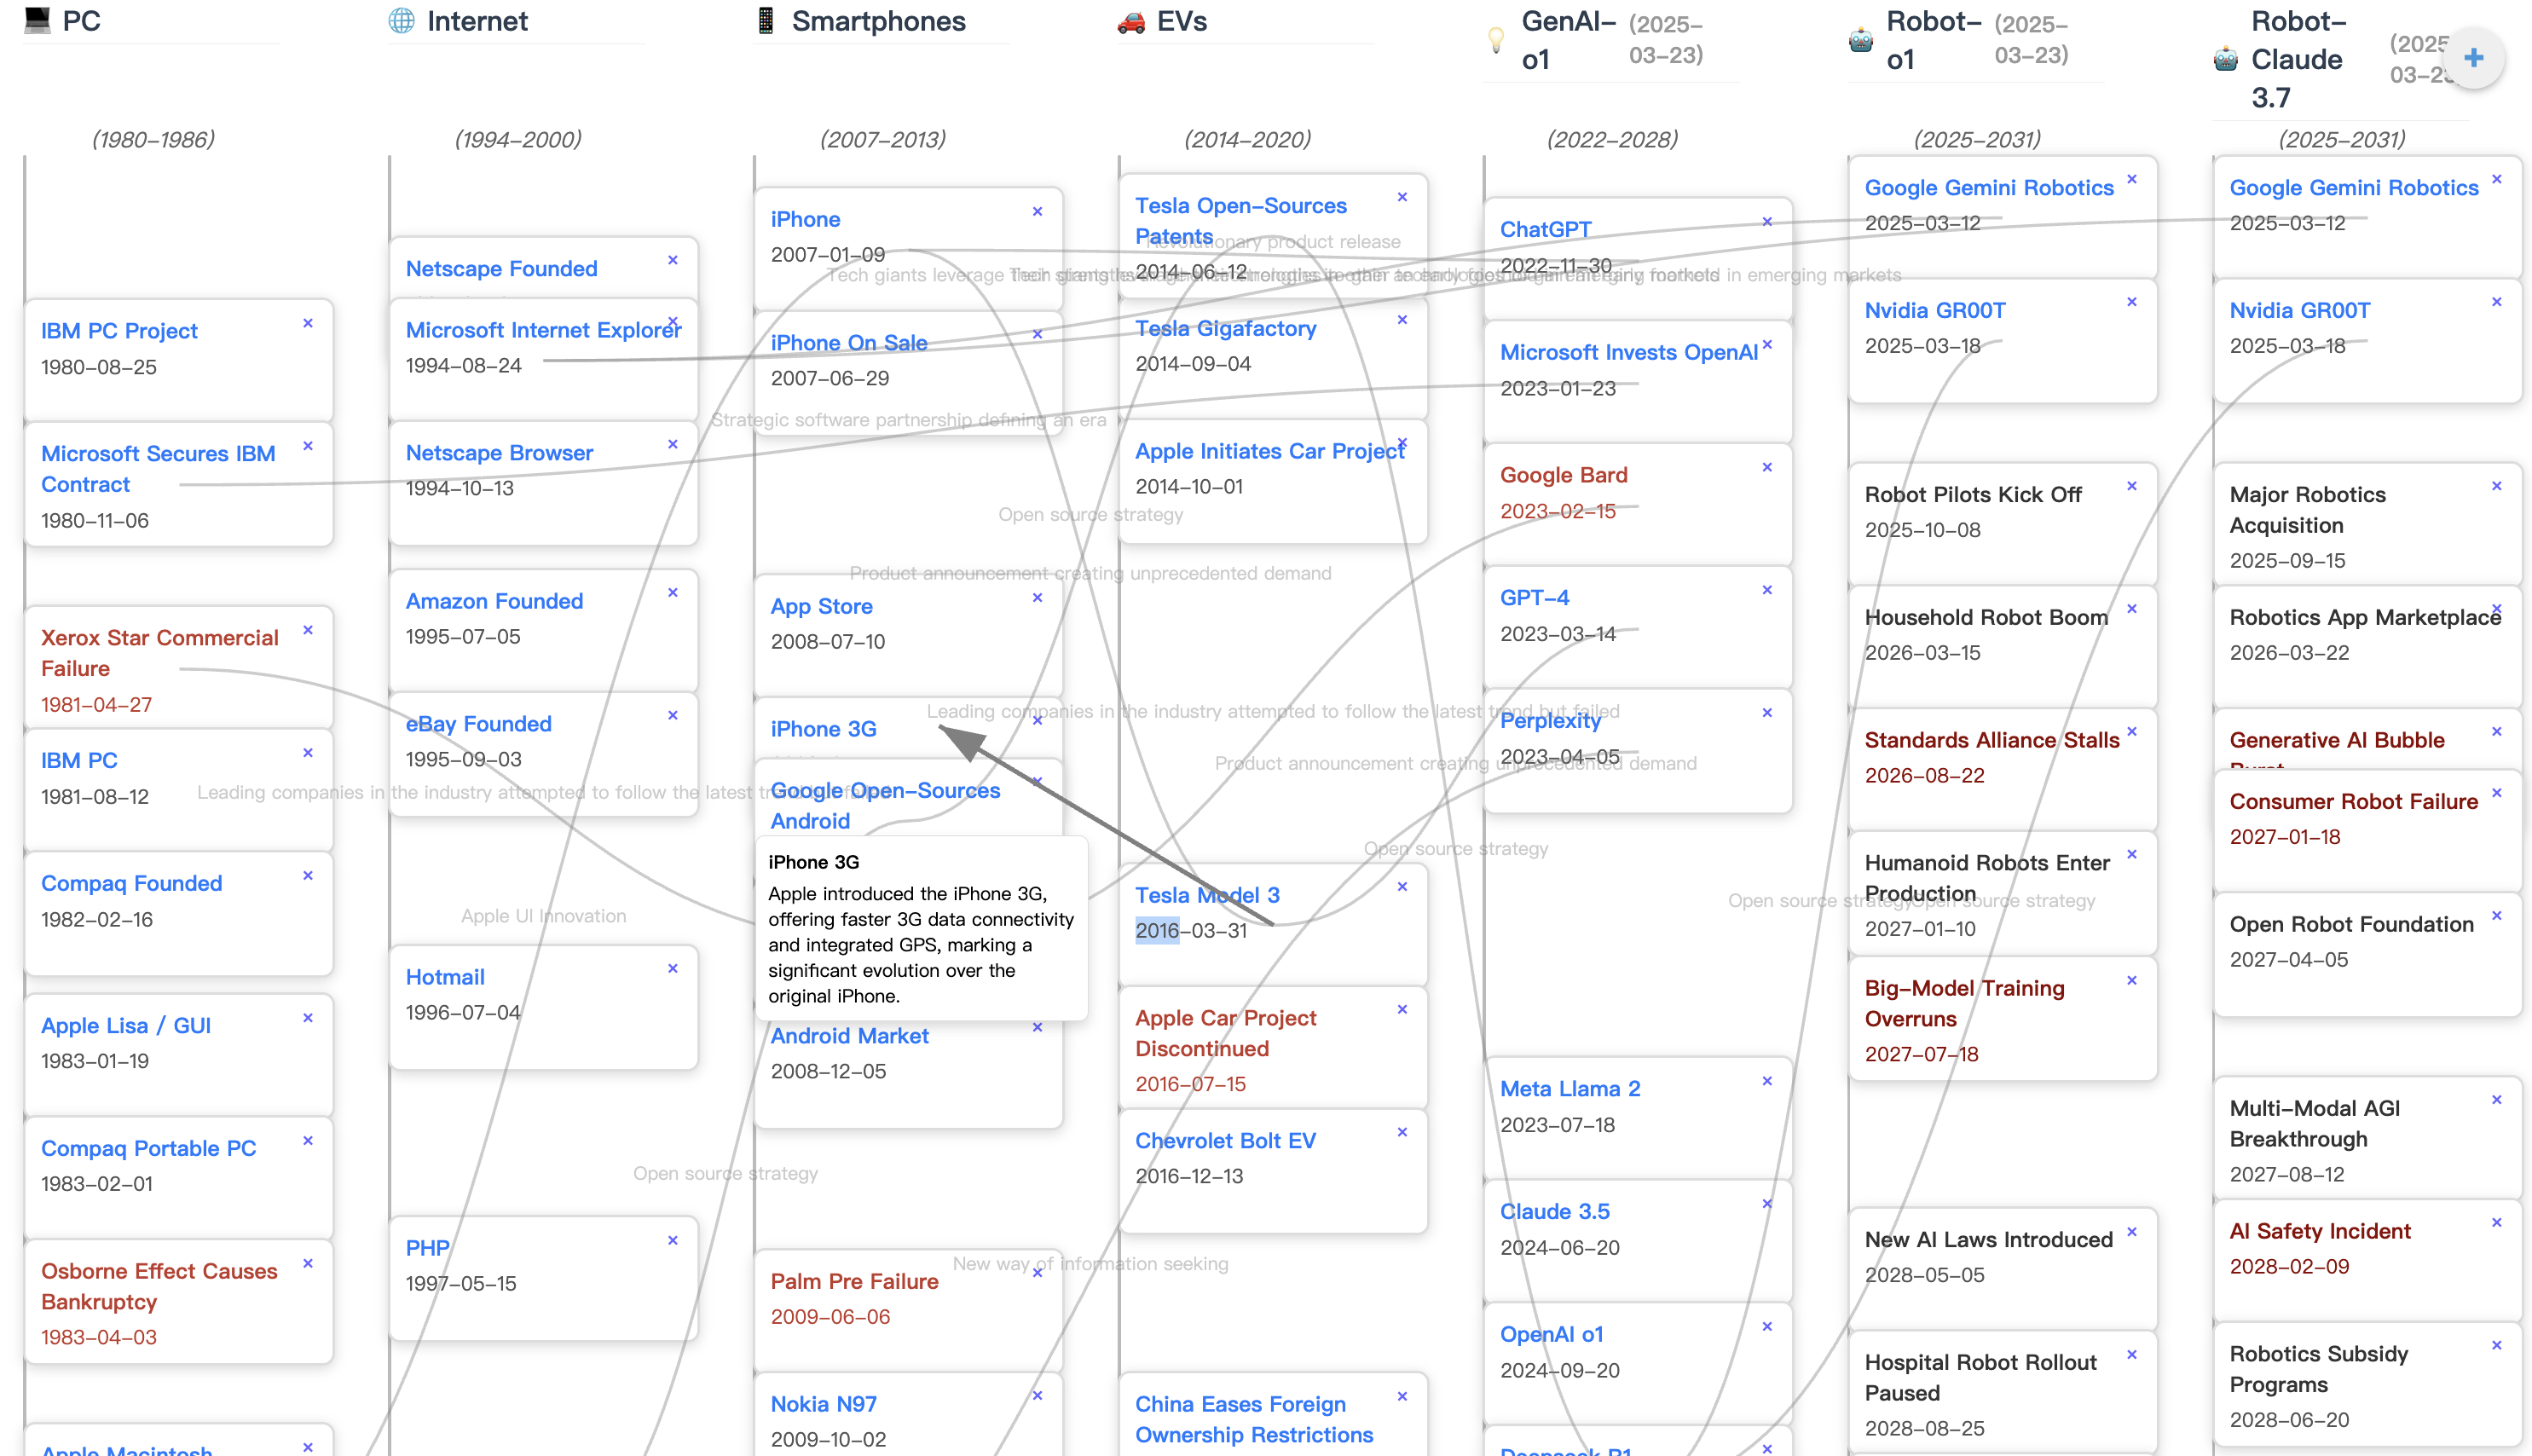 PC
(1980–1986)
IBM PC Project
1980–08–25
Microsoft Secures IBM
Contract
1980–11–06
Xerox Star Commercial
Failure
1981–04–27
IBM PC
1981–08–12
Compaq Founded
1982–02–16
Apple Lisa / GUI
1983–01–19
Compaq Portable PC
1983–02–01
Osborne Effect Causes
Bankruptcy
1983–04–03
Apple Macintosh
Internet
(1994–2000)
Netscape Founded
Microsoft Internet Explorer
1994–08–24
Netscape Browser
1994–10–13
Amazon Founded
1995–07–05
eBay Founded
1995–09–03
Hotmail
1996–07–04
PHP
1997–05–15
Smartphones
(2007–2013)
iPhone
2007–01–09
iPhone On Sale
2007–06–29
App Store
2008–07–10
iPhone 3G
Google Open–Sources
Android
iPhone 3G
Apple introduced the iPhone 3G,
offering faster 3G data connectivity
and integrated GPS, marking a
significant evolution over the
original iPhone.
Android Market
2008–12–05
Palm Pre Failure
2009–06–06
Nokia N97
2009–10–02
EVs
(2014–2020)
Tesla Open–Sources
Patents
2014–06–12
Tesla Gigafactory
2014–09–04
Apple Initiates Car Project
2014–10–01
Tesla Model 3
2016–03–31
Apple Car Project
Discontinued
2016–07–15
Chevrolet Bolt EV
2016–12–13
China Eases Foreign
Ownership Restrictions
GenAI–
o1
(2025–
03–23)
(2022–2028)
ChatGPT
2022–11–30
Microsoft Invests OpenAI
2023–01–23
Google Bard
2023–02–15
GPT–4
2023–03–14
Perplexity
2023–04–05
Meta Llama 2
2023–07–18
Claude 3.5
2024–06–20
OpenAI o1
2024–09–20
Deepseek R1
Robot–
o1
(2025–
03–23)
(2025–2031)
Google Gemini Robotics
2025–03–12
Nvidia GR00T
2025–03–18
Robot Pilots Kick Off
2025–10–08
Household Robot Boom
2026–03–15
Standards Alliance Stalls
2026–08–22
Humanoid Robots Enter
Production
2027–01–10
Big–Model Training
Overruns
2027–07–18
New AI Laws Introduced
2028–05–05
Hospital Robot Rollout
Paused
2028–08–25
Robot–
Claude
3.7
(2025
03–23
+
(2025–2031)
Google Gemini Robotics
2025–03–12
Nvidia GR00T
2025–03–18
Major Robotics
Acquisition
2025–09–15
Robotics App Marketplace
2026–03–22
Generative AI Bubble
Consumer Robot Failure
2027–01–18
Open Robot Foundation
2027–04–05
Multi–Modal AGI
Breakthrough
2027–08–12
AI Safety Incident
2028–02–09
Robotics Subsidy
Programs
2028–06–20
Revolutionary product release
Tech giants leverage their
in emerging markets
Strategic software partnership defining an era
Open source strategy
Product announcement creating unprecedented demand
Leading companies in the industry attempted to follow the latest trend but failed
Product announcement creating unprecedented demand
Leading companies in the industry attempted to follow the latest
Open source strategy
Apple UI Innovation
Open source strategy
Open source strategy
Open source strategy
New way of information seeking